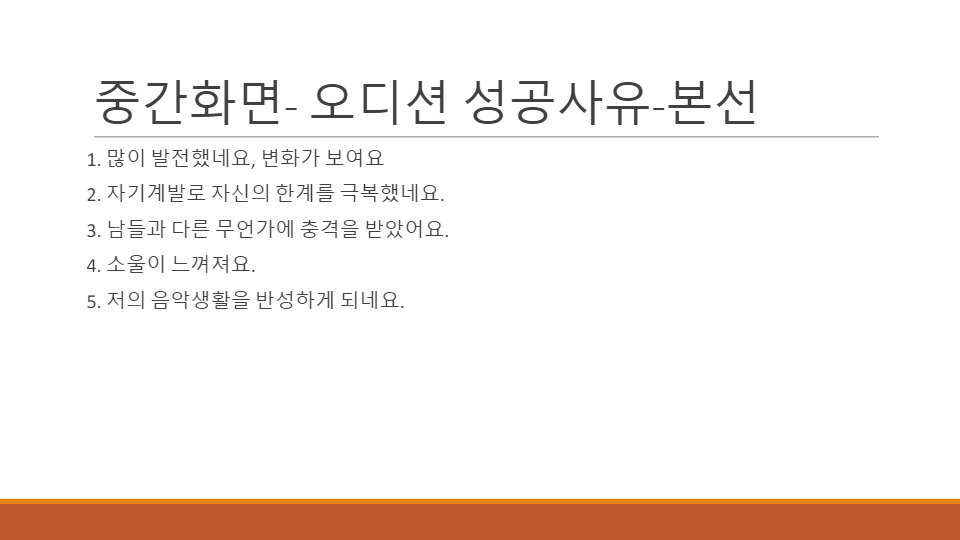 중간화면- 오디션 성공사유-본선
1. 많이 발전했네요, 변화가 보여요
2. 자기계발로 자신의 한계를 극복했네요.
3. 남들과 다른 무언가에 충격을 받았어요.
4. 소울이 느껴져요.
5. 저의 음악생활을 반성하게 되네요.